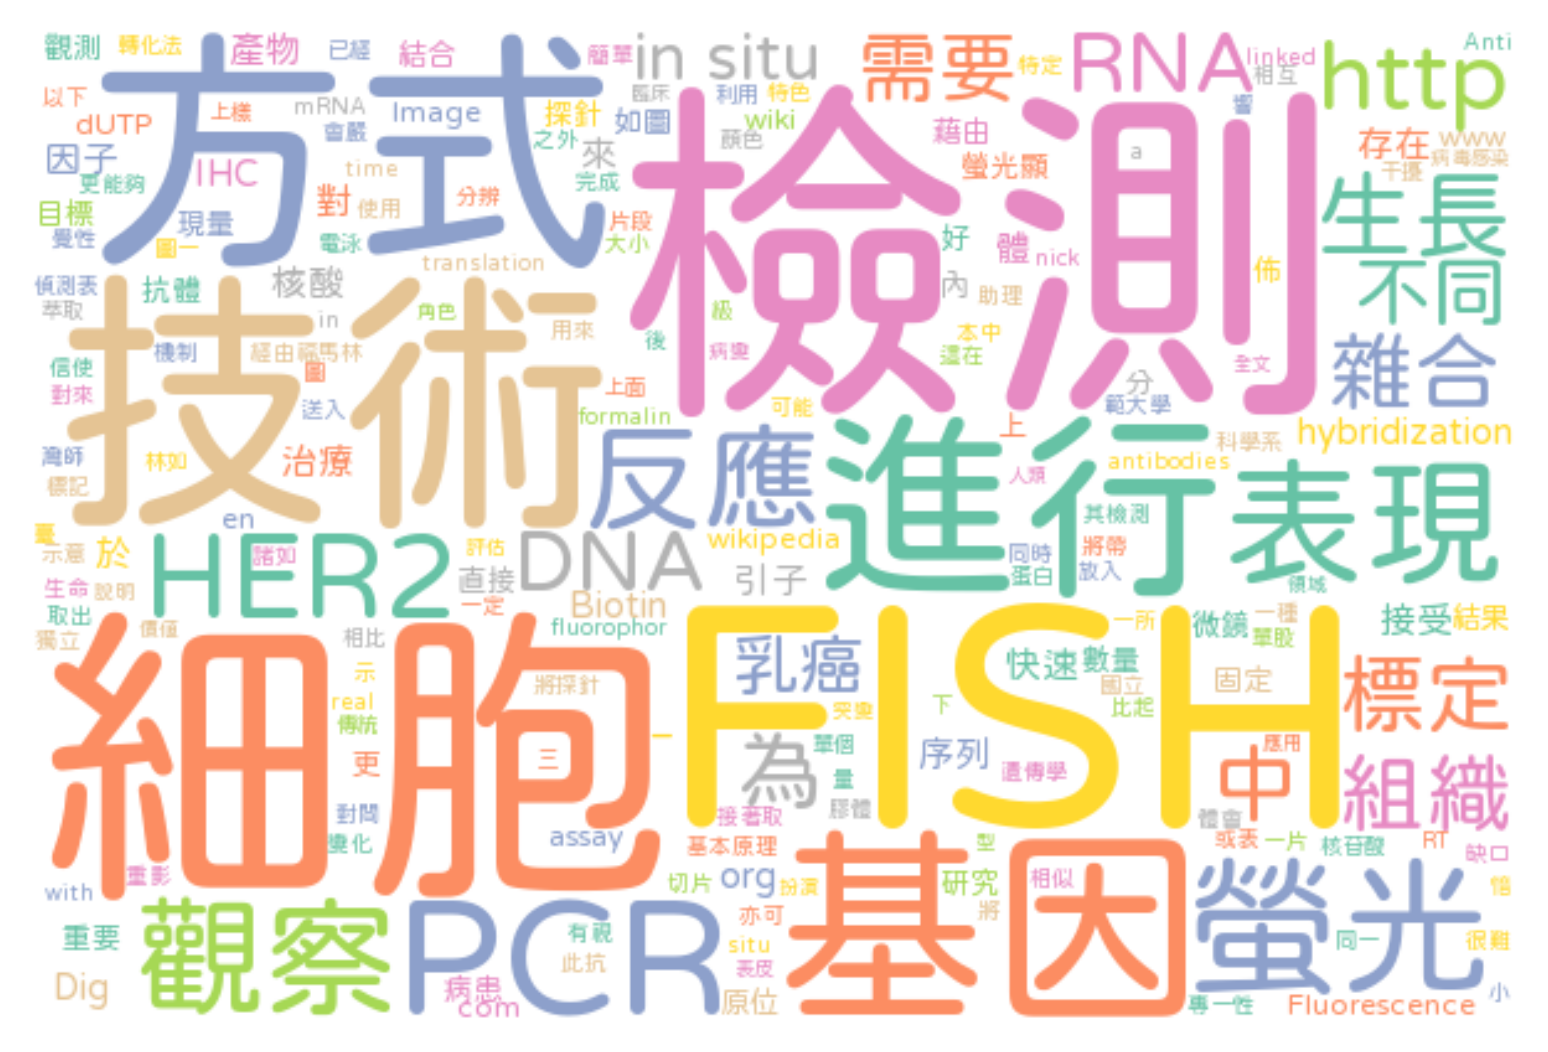 觀測
轉化法
產物
已經
結合
簡單
in situ
需要
特定
RNA
linked
相互
http
Anti
以下
dUTP
上樣
mRNA
會嚴
Image
探針
之外
臨床
如圖
利用
特色
wiki
顏色
藉由
螢光顯
響
存在
www
病毒感染
干擾
因子
更能夠
IHC
time
對
使用
分辨
來
完成
方式
檢測
a
生長
不同
目標
覺性
現量
圖一
電泳
片段
大小
好
體
nick
佈
偵測表
萃取
抗體
核酸
translation
in
角色
用來
內
助理
級
後
病變
本中
還在
全文
雜合
信使
對來
機制
經由福馬林
圖
送入
上面
formalin
可能
分
範大學
技術
灣師
標記
林如
治療
反應
進行
上
人類
antibodies
科學系
hybridization
表現
en
臺
示意
於
HER2
諸如
評估
直接
DNA
wikipedia
引子
其檢測
同時
蛋白
將帶
放入
領域
生命
說明
取出
一定
Biotin
fluorophor
獨立
價值
相比
細胞
FISH
乳癌
一所
微鏡
一種
單股
接受
結果
示
real
傳統
將探針
快速
數量
國立
比起
固定
標定
更
三
一
突變
下
為
單個
量
序列
遺傳學
中
應用
組織
對問
變化
assay
接著取
膠體
基本原理
體會
或表
一片
核苷酸
RT
缺口
with
重影
切片
org
扮演
型
研究
將
相似
基因
螢光
倍
重要
觀察
PCR
有視
此抗
亦可
situ
表皮
同一
很難
Dig
病患
com
原位
專一性
Fluorescence
小